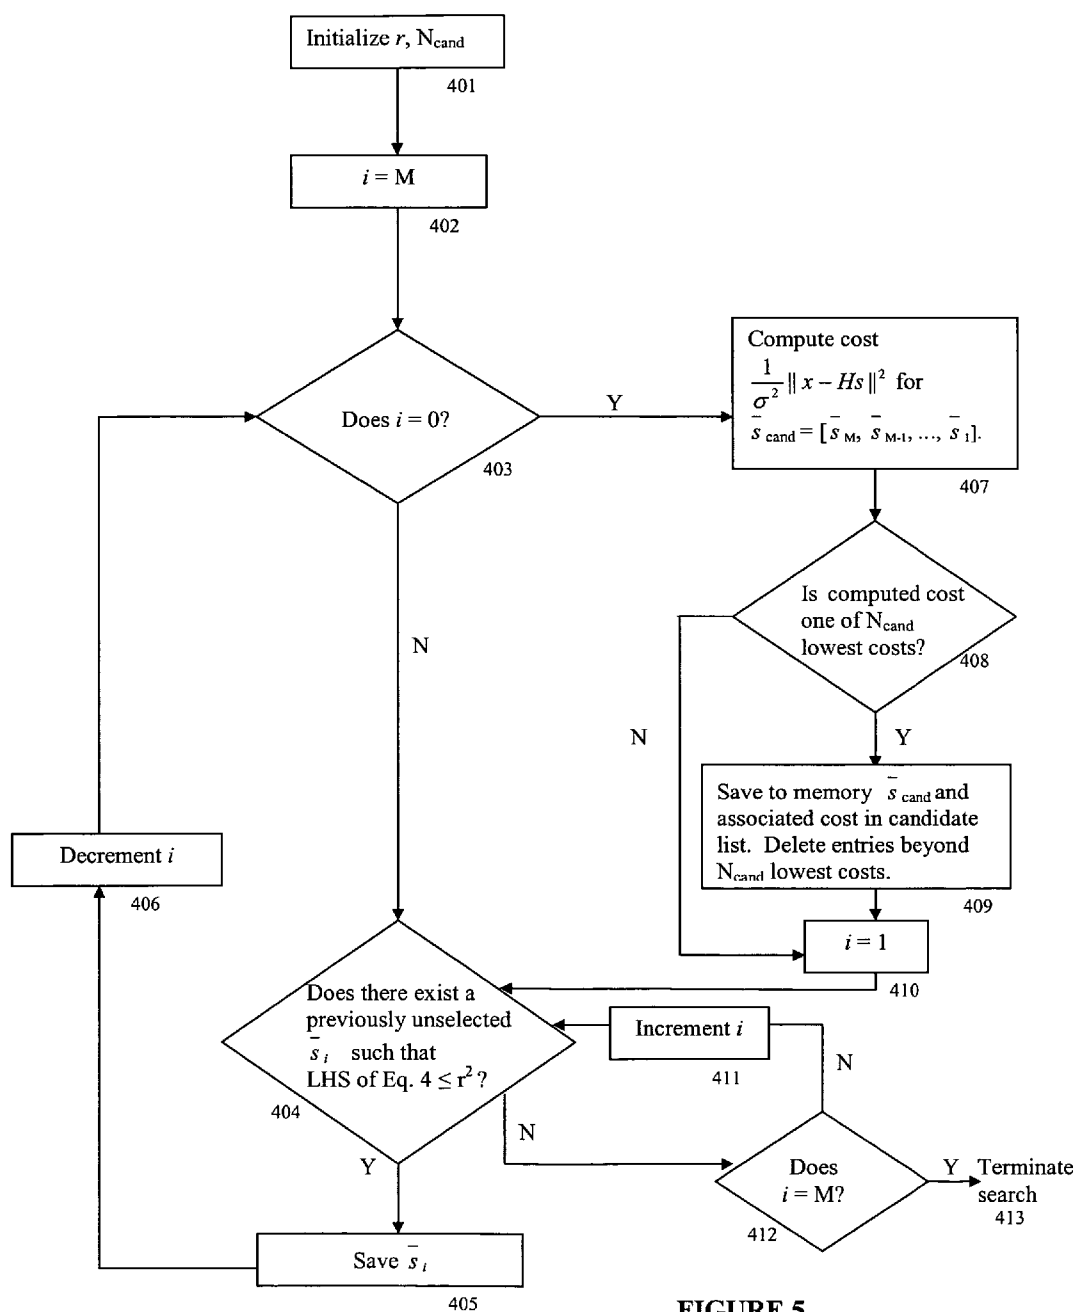 Initialize r, N_cand
401
i = M
402
Does i = 0?
403
Y
N
Compute cost
1/σ² || x – Hs ||² for
s̄_cand = [ s̄_M, s̄_M-1, ..., s̄_1].
407
Is computed cost
one of N_cand
lowest costs?
408
N
Y
Save to memory s̄_cand and
associated cost in candidate
list. Delete entries beyond
N_cand lowest costs.
409
i = 1
410
Decrement i
406
Does there exist a
previously unselected
s̄_i such that
LHS of Eq. 4 ≤ r² ?
404
Increment i
411
N
N
Y
Does
i = M?
412
Y
Terminate
search
413
Save s̄_i
405
FIGURE 5